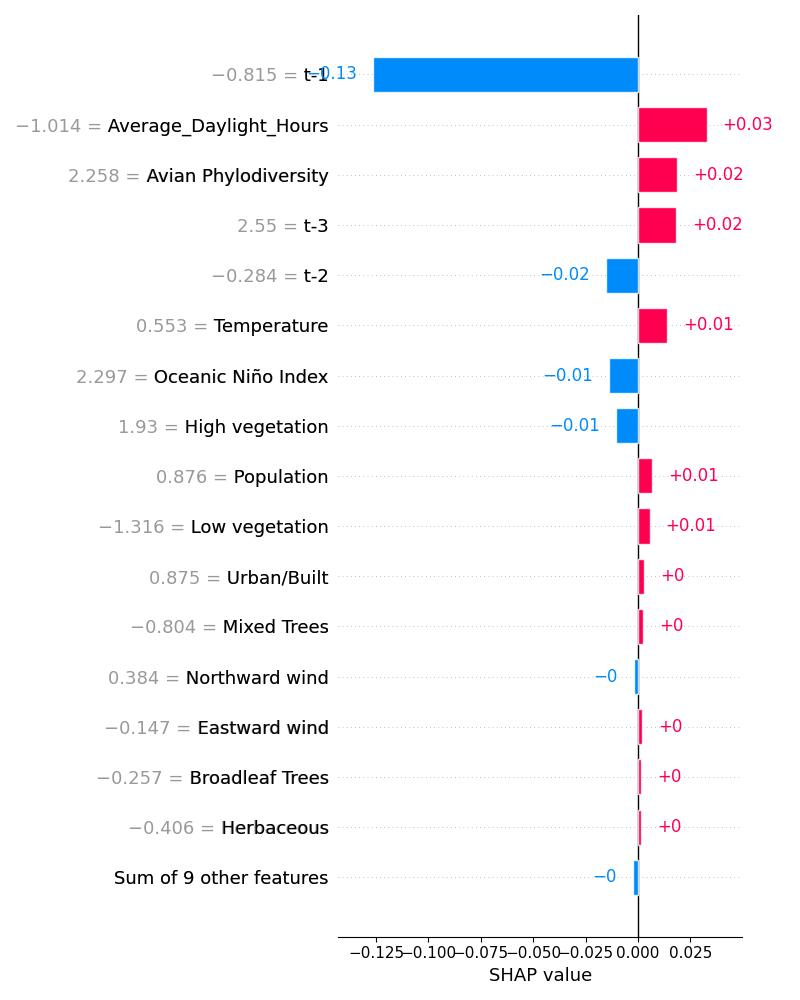 −0.815 = t-1 −0.13
−1.014 = Average_Daylight_Hours +0.03
2.258 = Avian Phylodiversity +0.02
2.55 = t-3 +0.02
−0.284 = t-2 −0.02
0.553 = Temperature +0.01
2.297 = Oceanic Niño Index −0.01
1.93 = High vegetation −0.01
0.876 = Population +0.01
−1.316 = Low vegetation +0.01
0.875 = Urban/Built +0
−0.804 = Mixed Trees +0
0.384 = Northward wind −0
−0.147 = Eastward wind +0
−0.257 = Broadleaf Trees +0
−0.406 = Herbaceous +0
Sum of 9 other features −0
−0.125 −0.100 −0.075 −0.050 −0.025 0.000 0.025
SHAP value